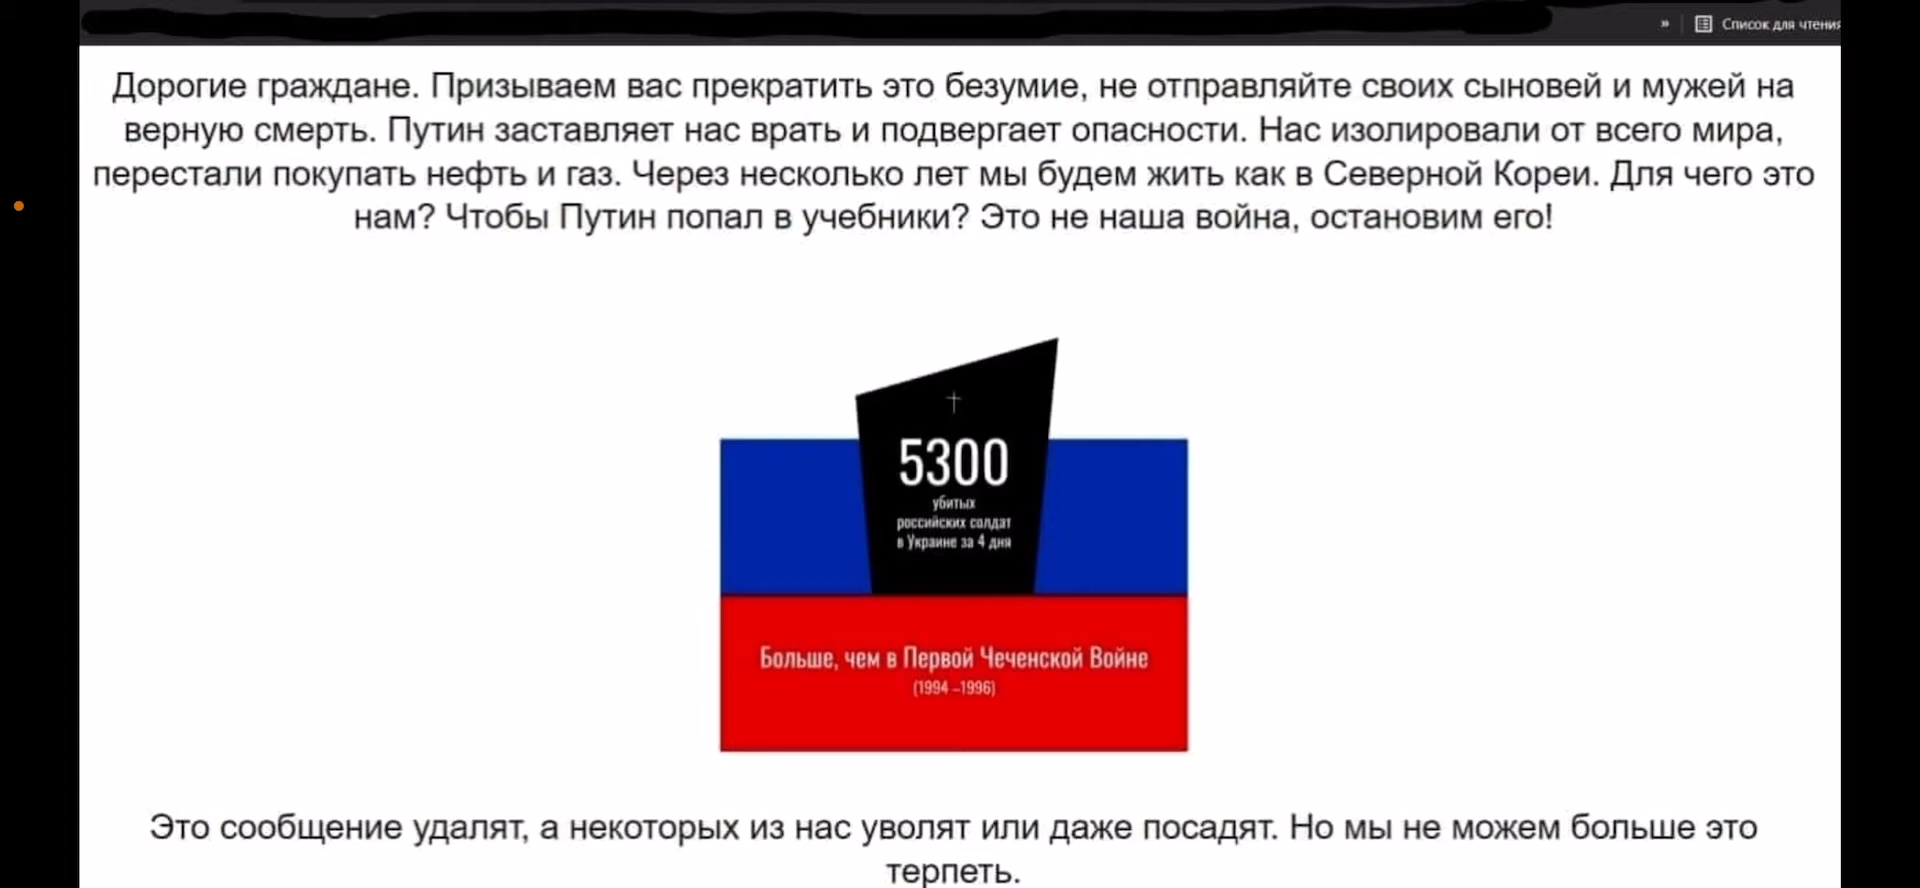 » Список для чтения
Дорогие граждане. Призываем вас прекратить это безумие, не отправляйте своих сыновей и мужей на
верную смерть. Путин заставляет нас врать и подвергает опасности. Нас изолировали от всего мира,
перестали покупать нефть и газ. Через несколько лет мы будем жить как в Северной Кореи. Для чего это
нам? Чтобы Путин попал в учебники? Это не наша война, остановим его!
5300
убитых
российских солдат
в Украине за 4 дня
Больше, чем в Первой Чеченской Войне
(1994 –1996)
Это сообщение удалят, а некоторых из нас уволят или даже посадят. Но мы не можем больше это
терпеть.